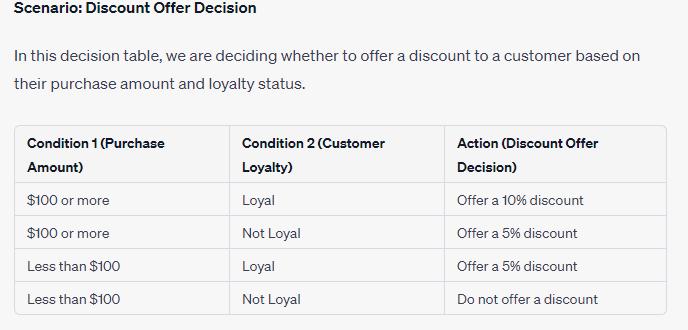 Scenario: Discount Offer Decision
In this decision table, we are deciding whether to offer a discount to a customer based on
their purchase amount and loyalty status.
Condition 1 (Purchase Amount) Condition 2 (Customer Loyalty) Action (Discount Offer Decision)
$100 or more Loyal Offer a 10% discount
$100 or more Not Loyal Offer a 5% discount
Less than $100 Loyal Offer a 5% discount
Less than $100 Not Loyal Do not offer a discount